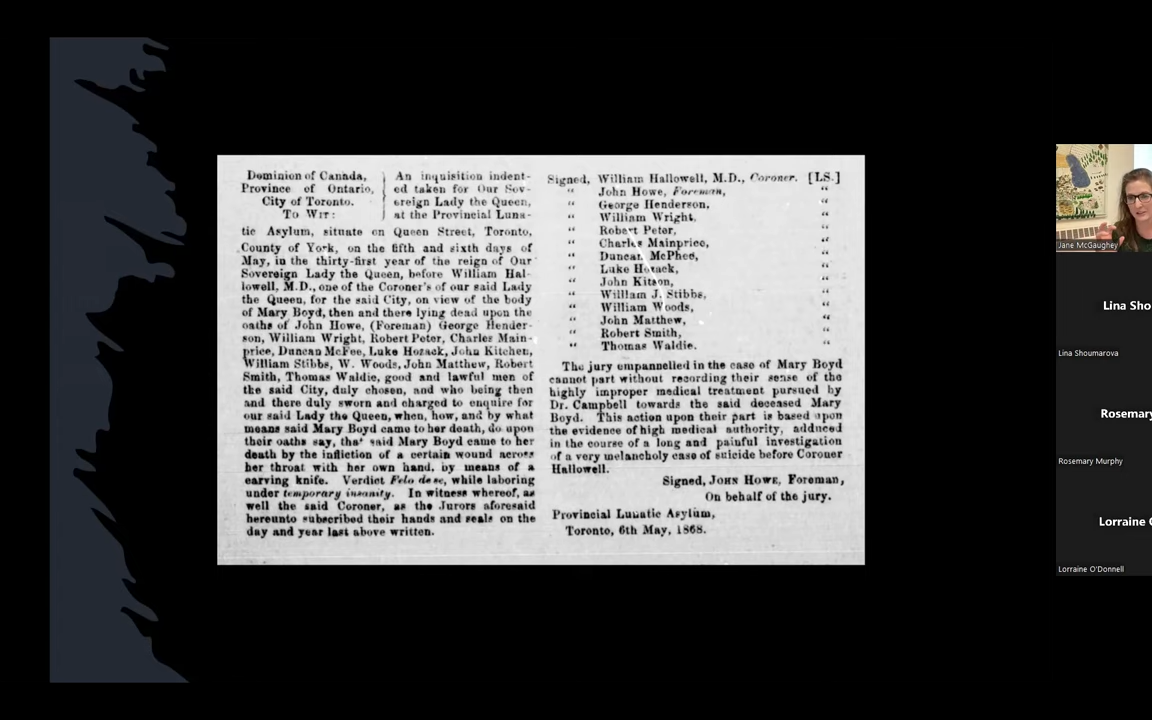 Dominion of Canada,
Province of Ontario,
City of Toronto.
To Wit:
An inquisition indent-
ed taken for Our Sov-
ereign Lady the Queen,
at the Provincial Luna-
tic Asylum, situate on Queen Street, Toronto,
County of York, on the fifth and sixth days of
May, in the thirty-first year of the reign of Our
Sovereign Lady the Queen, before William Hal-
lowell, M.D., one of the Coroner's of our said Lady
the Queen, for the said City, on view of the body
of Mary Boyd, then and there lying dead upon the
oaths of John Howe, (Foreman) George Hender-
son, William Wright, Robert Peter, Charles Main-
price, Duncan McFee, Luke Hozack, John Kitchen,
William Stibbs, W. Woods, John Matthew, Robert
Smith, Thomas Waldie, good and lawful men of
the said City, duly chosen, and who being then
and there duly sworn and charged to enquire for
our said Lady the Queen, when, how, and by what
means said Mary Boyd came to her death, do upon
their oaths say, that said Mary Boyd came to her
death by the infliction of a certain wound across
her throat with her own hand, by means of a
carving knife. Verdict Felo de se, while laboring
under temporary insanity. In witness whereof, as
well the said Coroner, as the Jurors aforesaid
hereunto subscribed their hands and seals on the
day and year last above written.
Signed, William Hallowell, M.D., Coroner. [LS.]
" John Howe, Foreman, "
" George Henderson, "
" William Wright, "
" Robert Peter, "
" Charles Mainprice, "
" Duncan McPhee, "
" Luke Hozack, "
" John Kitson, "
" William J. Stibbs, "
" William Woods, "
" John Matthew, "
" Robert Smith, "
" Thomas Waldie. "
The jury empannelled in the case of Mary Boyd
cannot part without recording their sense of the
highly improper medical treatment pursued by
Dr. Campbell towards the said deceased Mary
Boyd. This action upon their part is based upon
the evidence of high medical authority, adduced
in the course of a long and painful investigation
of a very melancholy case of suicide before Coroner
Hallowell.
Signed, John Howe, Foreman,
On behalf of the jury.
Provincial Lunatic Asylum,
Toronto, 6th May, 1868.
Jane McGaughey
Lina Sho
Lina Shoumarova
Rosemary
Rosemary Murphy
Lorraine O
Lorraine O'Donnell